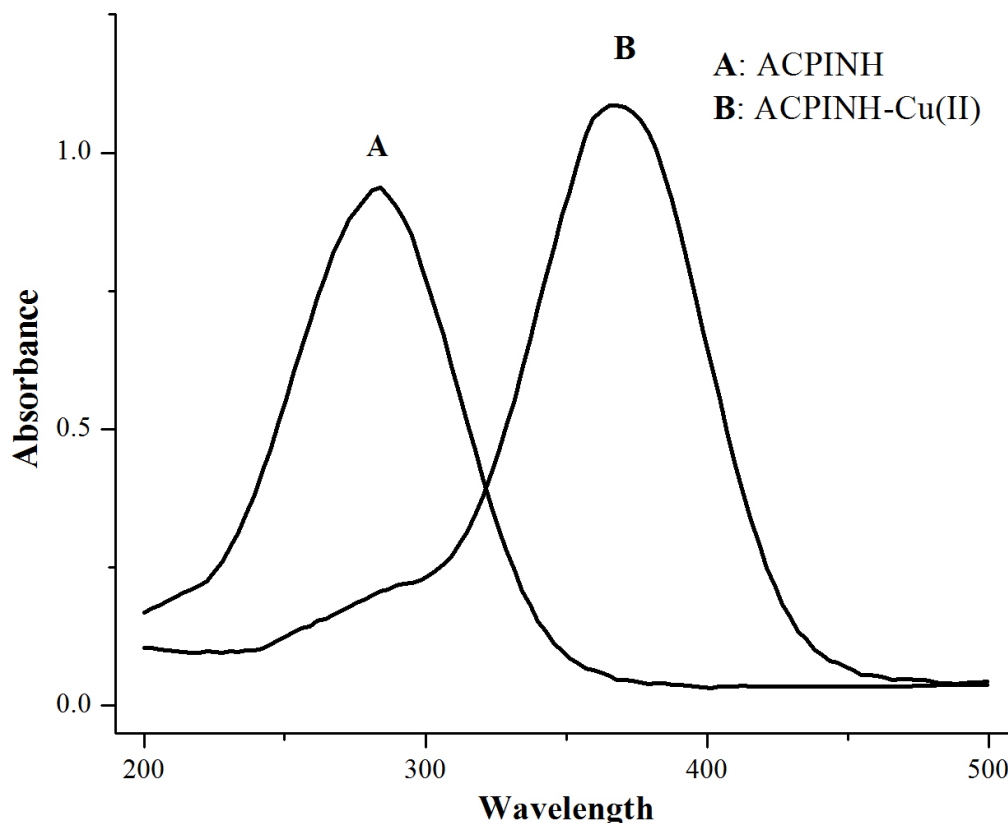 B
A: ACPINH
B: ACPINH-Cu(II)
A
1.0
0.5
0.0
Absorbance
200
300
400
500
Wavelength